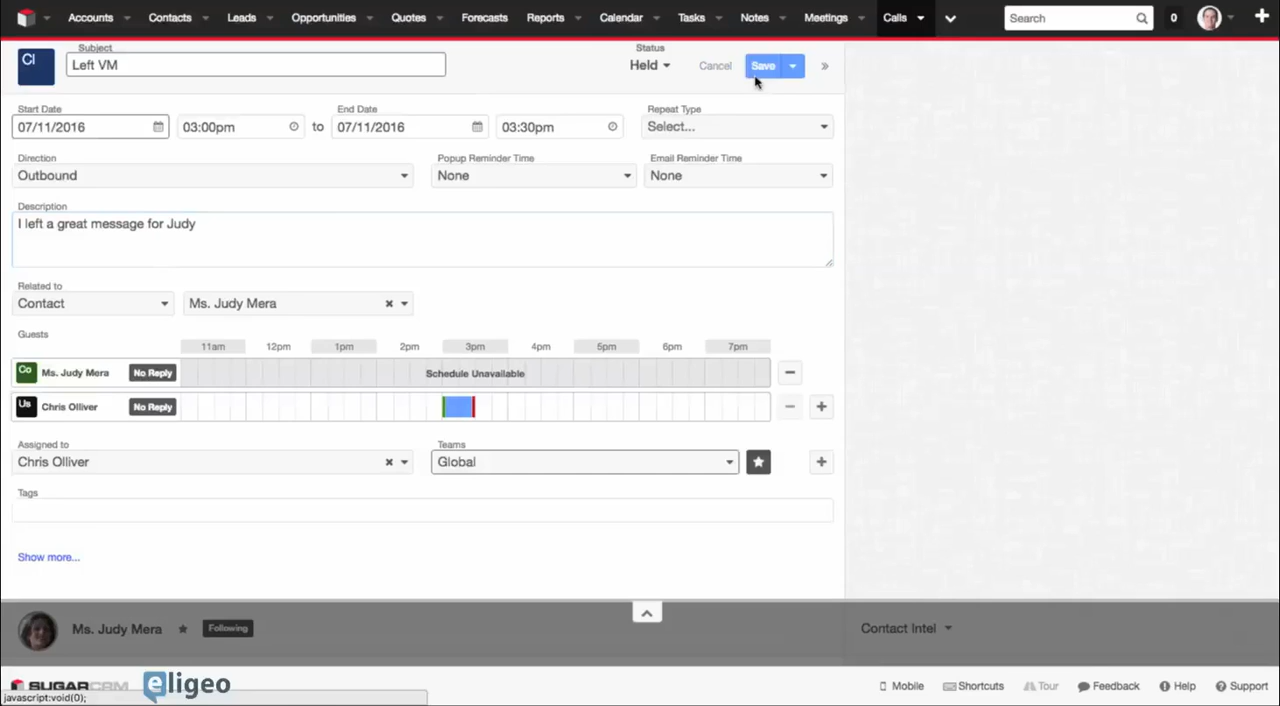 Accounts Contacts Leads Opportunities Quotes Forecasts Reports Calendar Tasks Notes Meetings Calls Search 0
Cl
Subject
Left VM
Status
Held
Cancel Save
Start Date End Date Repeat Type
07/11/2016 03:00pm to 07/11/2016 03:30pm Select...
Direction Popup Reminder Time Email Reminder Time
Outbound None None
Description
I left a great message for Judy
Related to
Contact Ms. Judy Mera
Guests
11am 12pm 1pm 2pm 3pm 4pm 5pm 6pm 7pm
Co Ms. Judy Mera No Reply Schedule Unavailable
Us Chris Olliver No Reply
Assigned to Teams
Chris Olliver Global
Tags
Show more...
Ms. Judy Mera Following Contact Intel
SUGARCRM eligeo Mobile Shortcuts Tour Feedback Help Support
javascript:void(0);